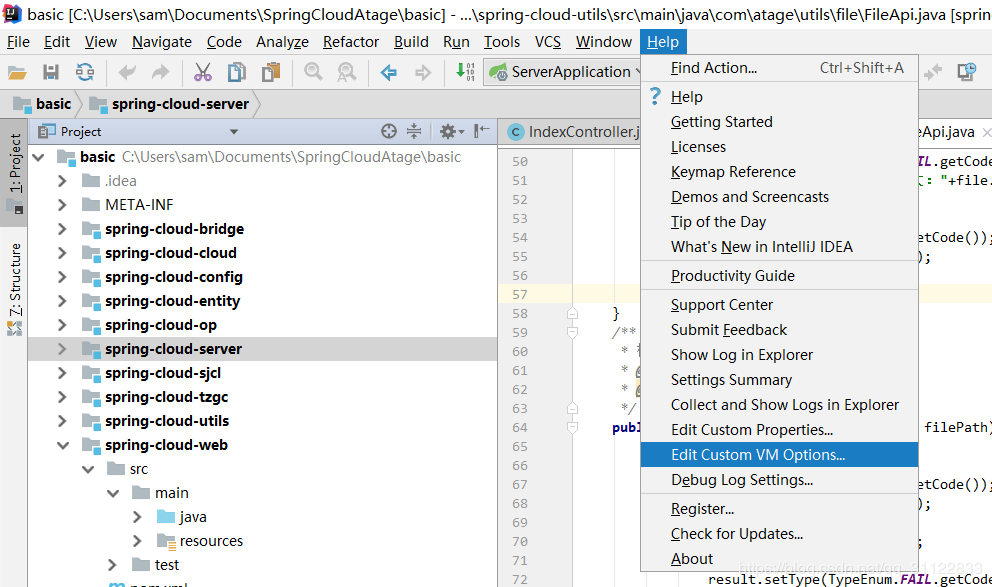 basic [C:\Users\sam\Documents\SpringCloudAtage\basic] - ...\spring-cloud-utils\src\main\java\com\atage\utils\file\FileApi.java [spring
File Edit View Navigate Code Analyze Refactor Build Run Tools VCS Window Help
ServerApplication
basic spring-cloud-server
Project
IndexController.j
eApi.java
1: Project
Z: Structure
basic C:\Users\sam\Documents\SpringCloudAtage\basic
.idea
META-INF
spring-cloud-bridge
spring-cloud-cloud
spring-cloud-config
spring-cloud-entity
spring-cloud-op
spring-cloud-server
spring-cloud-sjcl
spring-cloud-tzgc
spring-cloud-utils
spring-cloud-web
src
main
java
resources
test
Find Action... Ctrl+Shift+A
Help
Getting Started
Licenses
Keymap Reference
Demos and Screencasts
Tip of the Day
What's New in IntelliJ IDEA
Productivity Guide
Support Center
Submit Feedback
Show Log in Explorer
Settings Summary
Collect and Show Logs in Explorer
Edit Custom Properties...
Edit Custom VM Options...
Debug Log Settings...
Register...
Check for Updates...
About
50 IL.getCode
51 : "+file.
52
53
54 etCode());
55 );
56
57
58 }
59 /**
60 *
61 *
62 *
63 */
64 publ filePath)
65
66
67 etCode());
68 );
69
70 ;
71
72 result.setType(TypeEnum.FAIL.getCode